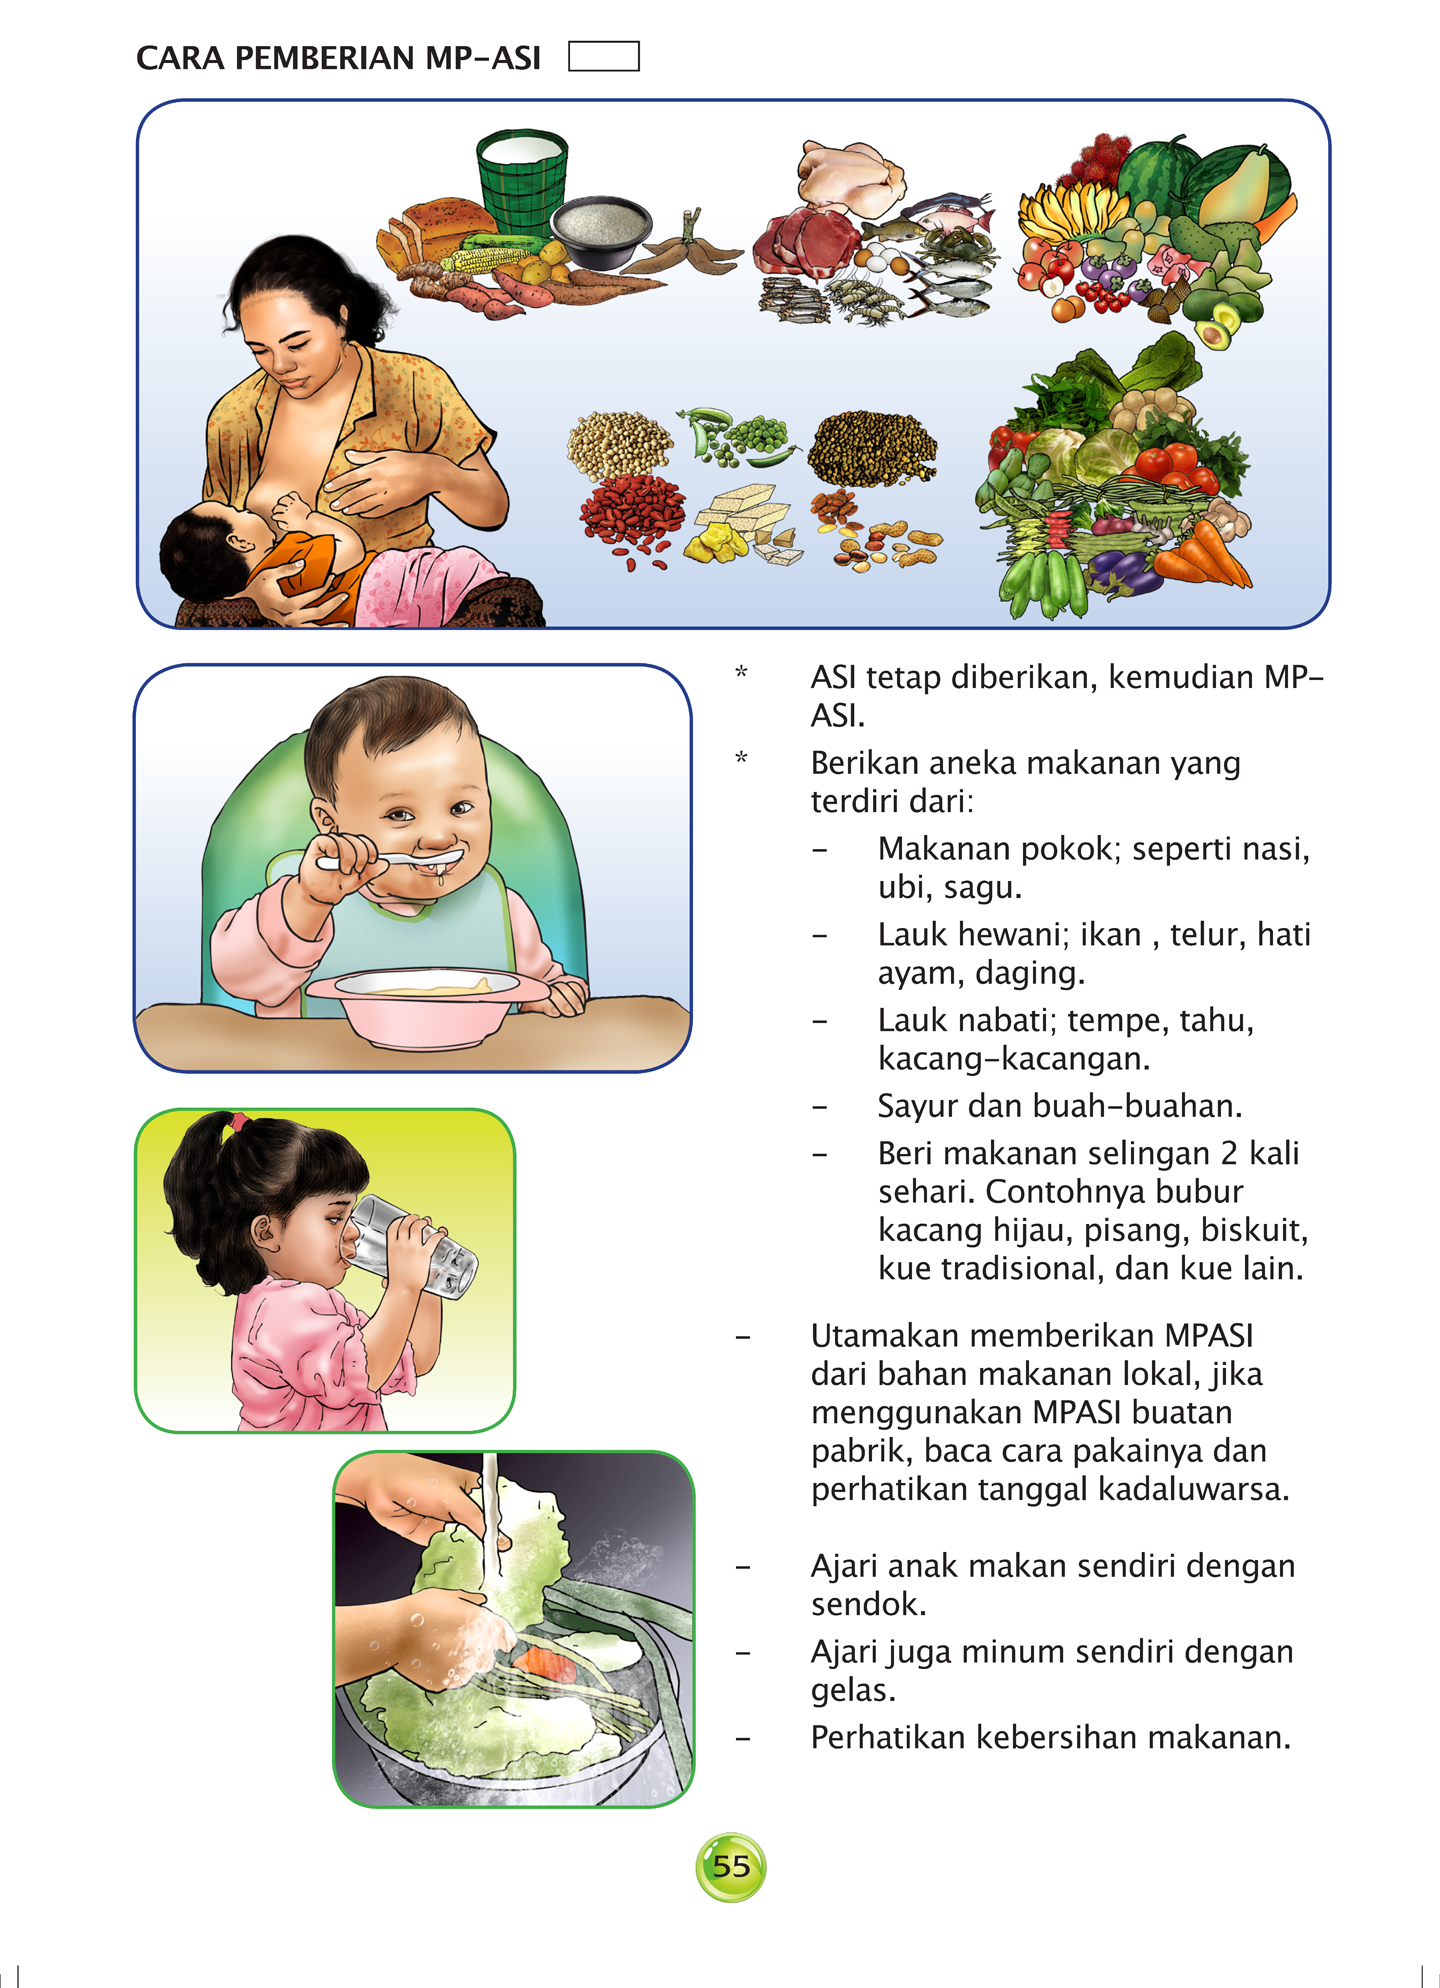 CARA PEMBERIAN MP-ASI
* ASI tetap diberikan, kemudian MP-
ASI.
* Berikan aneka makanan yang
terdiri dari:
- Makanan pokok; seperti nasi,
ubi, sagu.
- Lauk hewani; ikan , telur, hati
ayam, daging.
- Lauk nabati; tempe, tahu,
kacang-kacangan.
- Sayur dan buah-buahan.
- Beri makanan selingan 2 kali
sehari. Contohnya bubur
kacang hijau, pisang, biskuit,
kue tradisional, dan kue lain.
- Utamakan memberikan MPASI
dari bahan makanan lokal, jika
menggunakan MPASI buatan
pabrik, baca cara pakainya dan
perhatikan tanggal kadaluwarsa.
- Ajari anak makan sendiri dengan
sendok.
- Ajari juga minum sendiri dengan
gelas.
- Perhatikan kebersihan makanan.
55